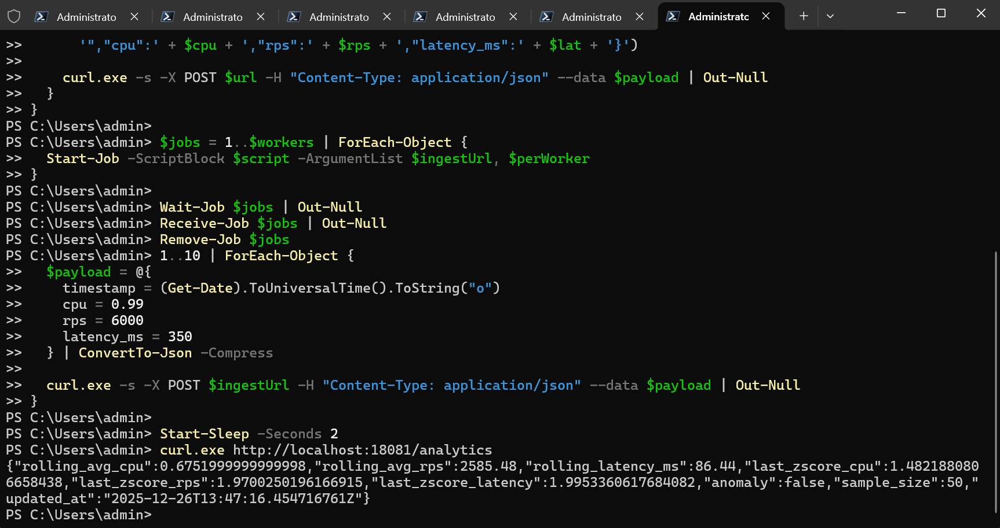 Administrato Administrato Administrato Administrato Administrato Administratc
>>       '","cpu":' + $cpu + ',"rps":' + $rps + ',"latency_ms":' + $lat + '}')
>>
>>     curl.exe -s -X POST $url -H "Content-Type: application/json" --data $payload | Out-Null
>>   }
>> }
PS C:\Users\admin>
PS C:\Users\admin> $jobs = 1..$workers | ForEach-Object {
>>   Start-Job -ScriptBlock $script -ArgumentList $ingestUrl, $perWorker
>> }
PS C:\Users\admin>
PS C:\Users\admin> Wait-Job $jobs | Out-Null
PS C:\Users\admin> Receive-Job $jobs | Out-Null
PS C:\Users\admin> Remove-Job $jobs
PS C:\Users\admin> 1..10 | ForEach-Object {
>>   $payload = @{
>>     timestamp = (Get-Date).ToUniversalTime().ToString("o")
>>     cpu = 0.99
>>     rps = 6000
>>     latency_ms = 350
>>   } | ConvertTo-Json -Compress
>>
>>   curl.exe -s -X POST $ingestUrl -H "Content-Type: application/json" --data $payload | Out-Null
>> }
PS C:\Users\admin>
PS C:\Users\admin> Start-Sleep -Seconds 2
PS C:\Users\admin> curl.exe http://localhost:18081/analytics
{"rolling_avg_cpu":0.6751999999999998,"rolling_avg_rps":2585.48,"rolling_latency_ms":86.44,"last_zscore_cpu":1.482188080
6658438,"last_zscore_rps":1.9700250196166915,"last_zscore_latency":1.9953360617684082,"anomaly":false,"sample_size":50,"
updated_at":"2025-12-26T13:47:16.454716761Z"}
PS C:\Users\admin>